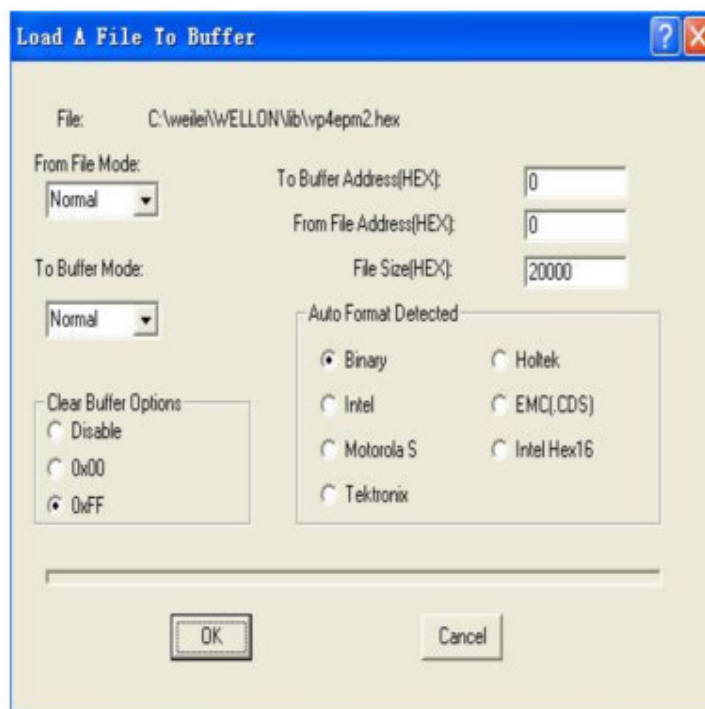 Load A File To Buffer
File: C:\weilei\WELLON\lib\vp4epm2.hex
From File Mode:
Normal
To Buffer Address(HEX): 0
From File Address(HEX): 0
File Size(HEX): 20000
To Buffer Mode:
Normal
Auto Format Detected
Binary
Holtek
Intel
EMC(.CDS)
Motorola S
Intel Hex16
Tektronix
Clear Buffer Options
Disable
0x00
0xFF
OK
Cancel